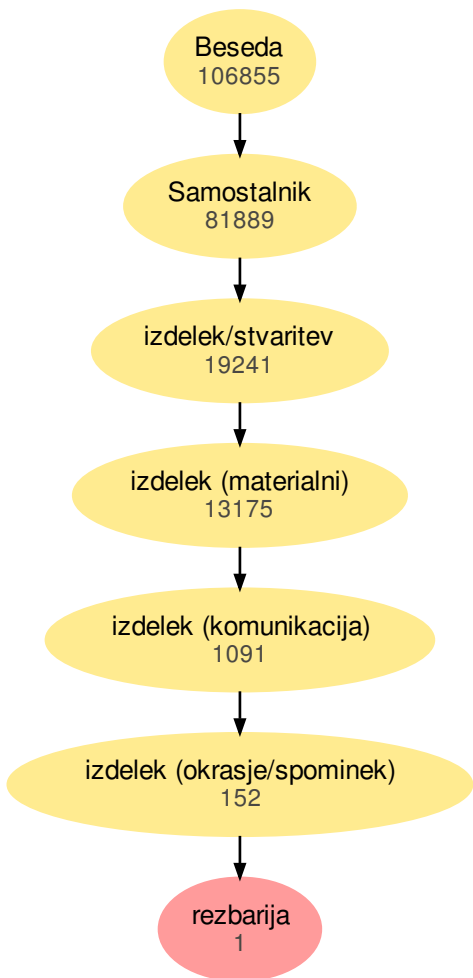 Beseda
106855
Samostalnik
81889
izdelek/stvaritev
19241
izdelek (materialni)
13175
izdelek (komunikacija)
1091
izdelek (okrasje/spominek)
152
rezbarija
1